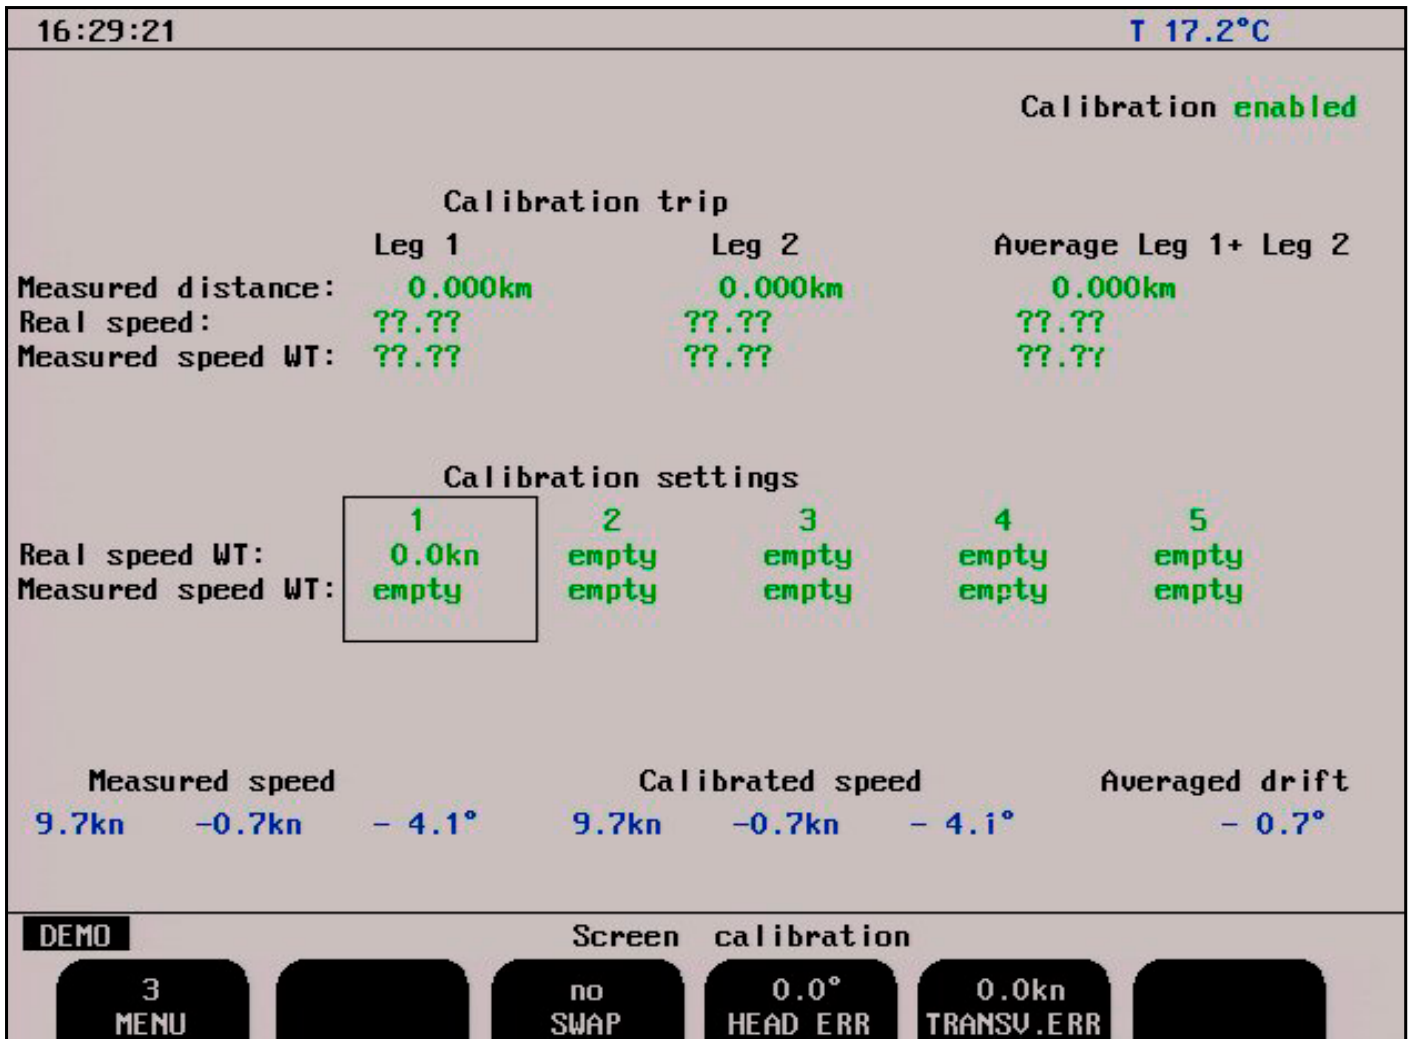 16:29:21 T 17.2°C
Calibration enabled
Calibration trip
Leg 1 Leg 2 Average Leg 1+ Leg 2
Measured distance: 0.000km 0.000km 0.000km
Real speed: ??.?? ??.?? ??.??
Measured speed WT: ??.?? ??.?? ??.??
Calibration settings
1 2 3 4 5
Real speed WT: 0.0kn empty empty empty empty
Measured speed WT: empty empty empty empty empty
Measured speed Calibrated speed Averaged drift
9.7kn -0.7kn - 4.1° 9.7kn -0.7kn - 4.1° - 0.7°
DEMO Screen calibration
3 no 0.0° 0.0kn
MENU SWAP HEAD ERR TRANSV.ERR